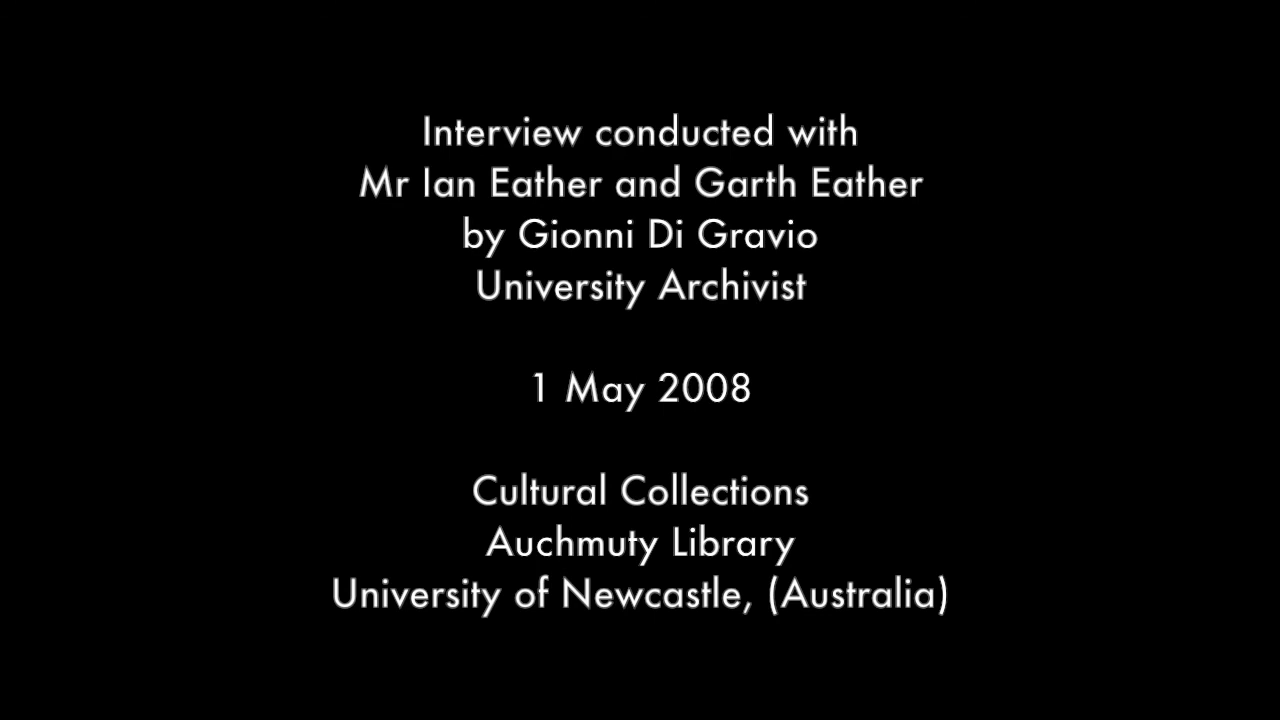 Interview conducted with
Mr Ian Eather and Garth Eather
by Gionni Di Gravio
University Archivist
1 May 2008
Cultural Collections
Auchmuty Library
University of Newcastle, (Australia)